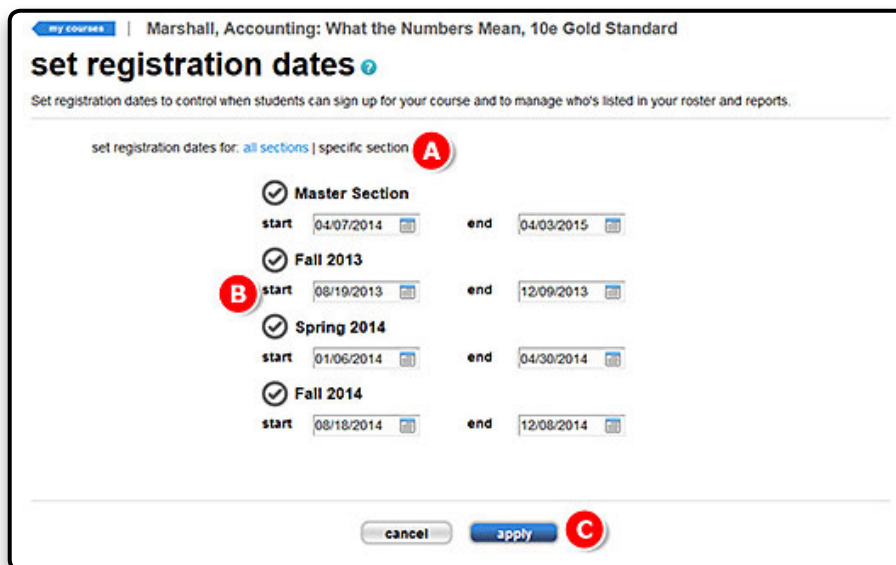 my courses | Marshall, Accounting: What the Numbers Mean, 10e Gold Standard
set registration dates ?
Set registration dates to control when students can sign up for your course and to manage who's listed in your roster and reports.
set registration dates for: all sections | specific section A
Master Section
start 04/07/2014 end 04/03/2015
Fall 2013
B start 08/19/2013 end 12/09/2013
Spring 2014
start 01/06/2014 end 04/30/2014
Fall 2014
start 08/18/2014 end 12/08/2014
cancel apply C